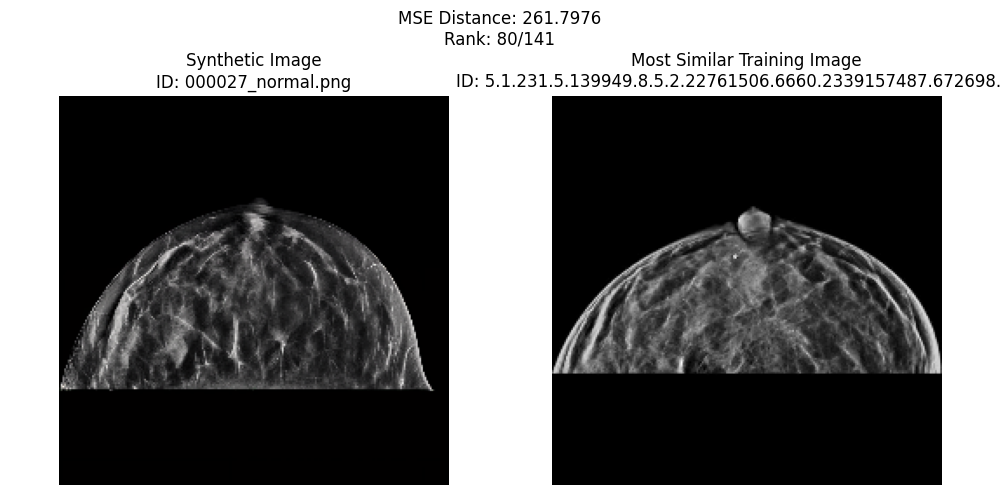 MSE Distance: 261.7976
Rank: 80/141
Synthetic Image
ID: 000027_normal.png
Most Similar Training Image
ID: 5.1.231.5.139949.8.5.2.22761506.6660.2339157487.672698.